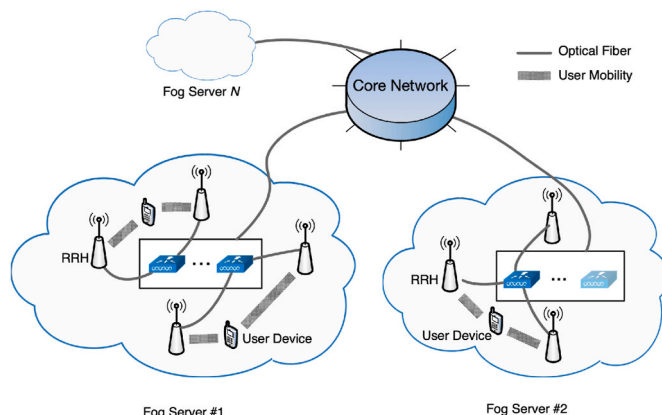 Optical Fiber
Core Network
User Mobility
Fog Server N
RRH
RRH
User Device
User Device
Fog Server #1
Fog Server #2